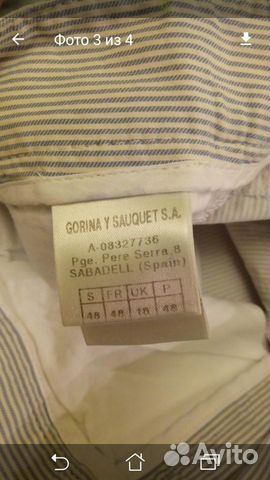 Фото 3 из 4
GORINA Y SAUQUET S.A.
A-08327736
Pge. Pere Serra, 8
SABADELL (Spain)
S FR UK P
48 48 18 48
Avito